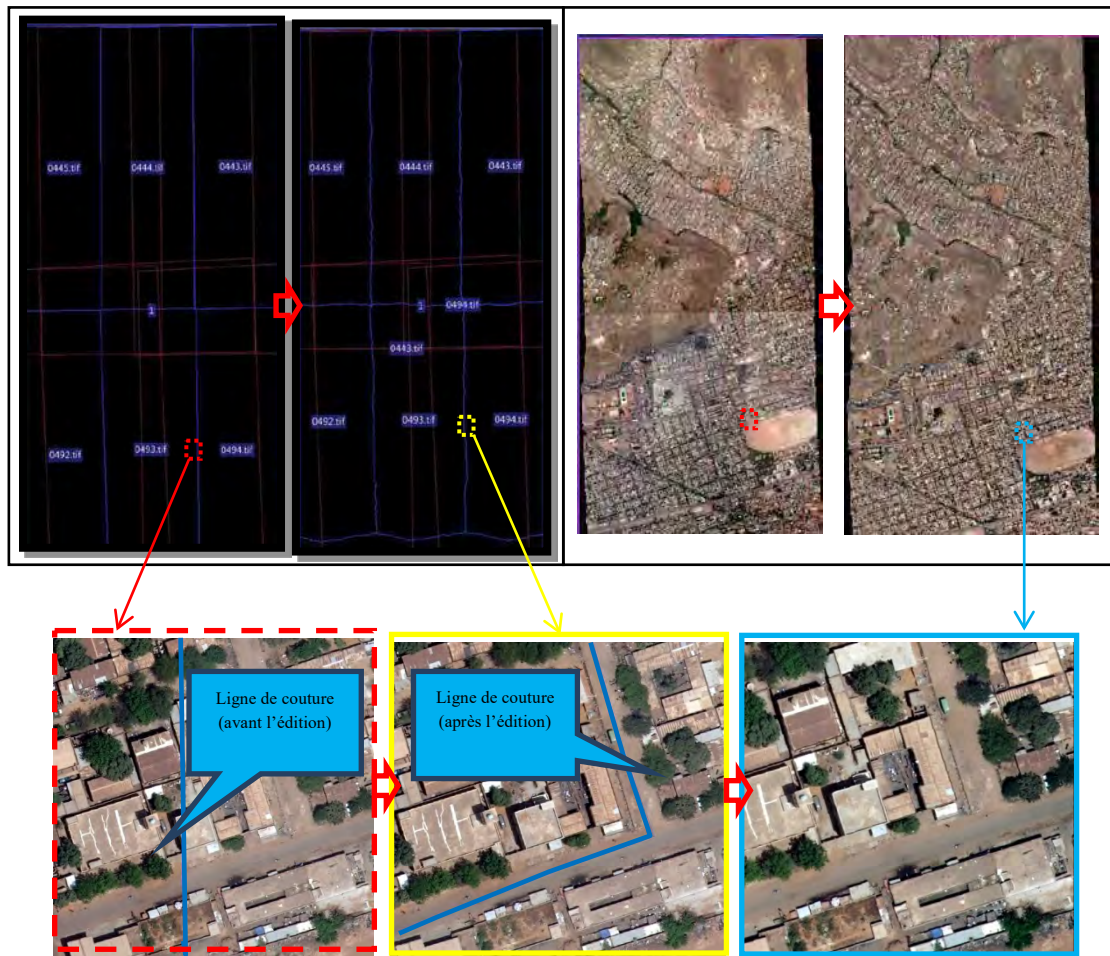 0445.tif 0444.tif 0443.tif
1
0492.tif 0493.tif 0494.tif
0445.tif 0444.tif 0443.tif
1 0494.tif
0443.tif
0492.tif 0493.tif 0494.tif
Ligne de couture
(avant l'édition)
Ligne de couture
(après l'édition)